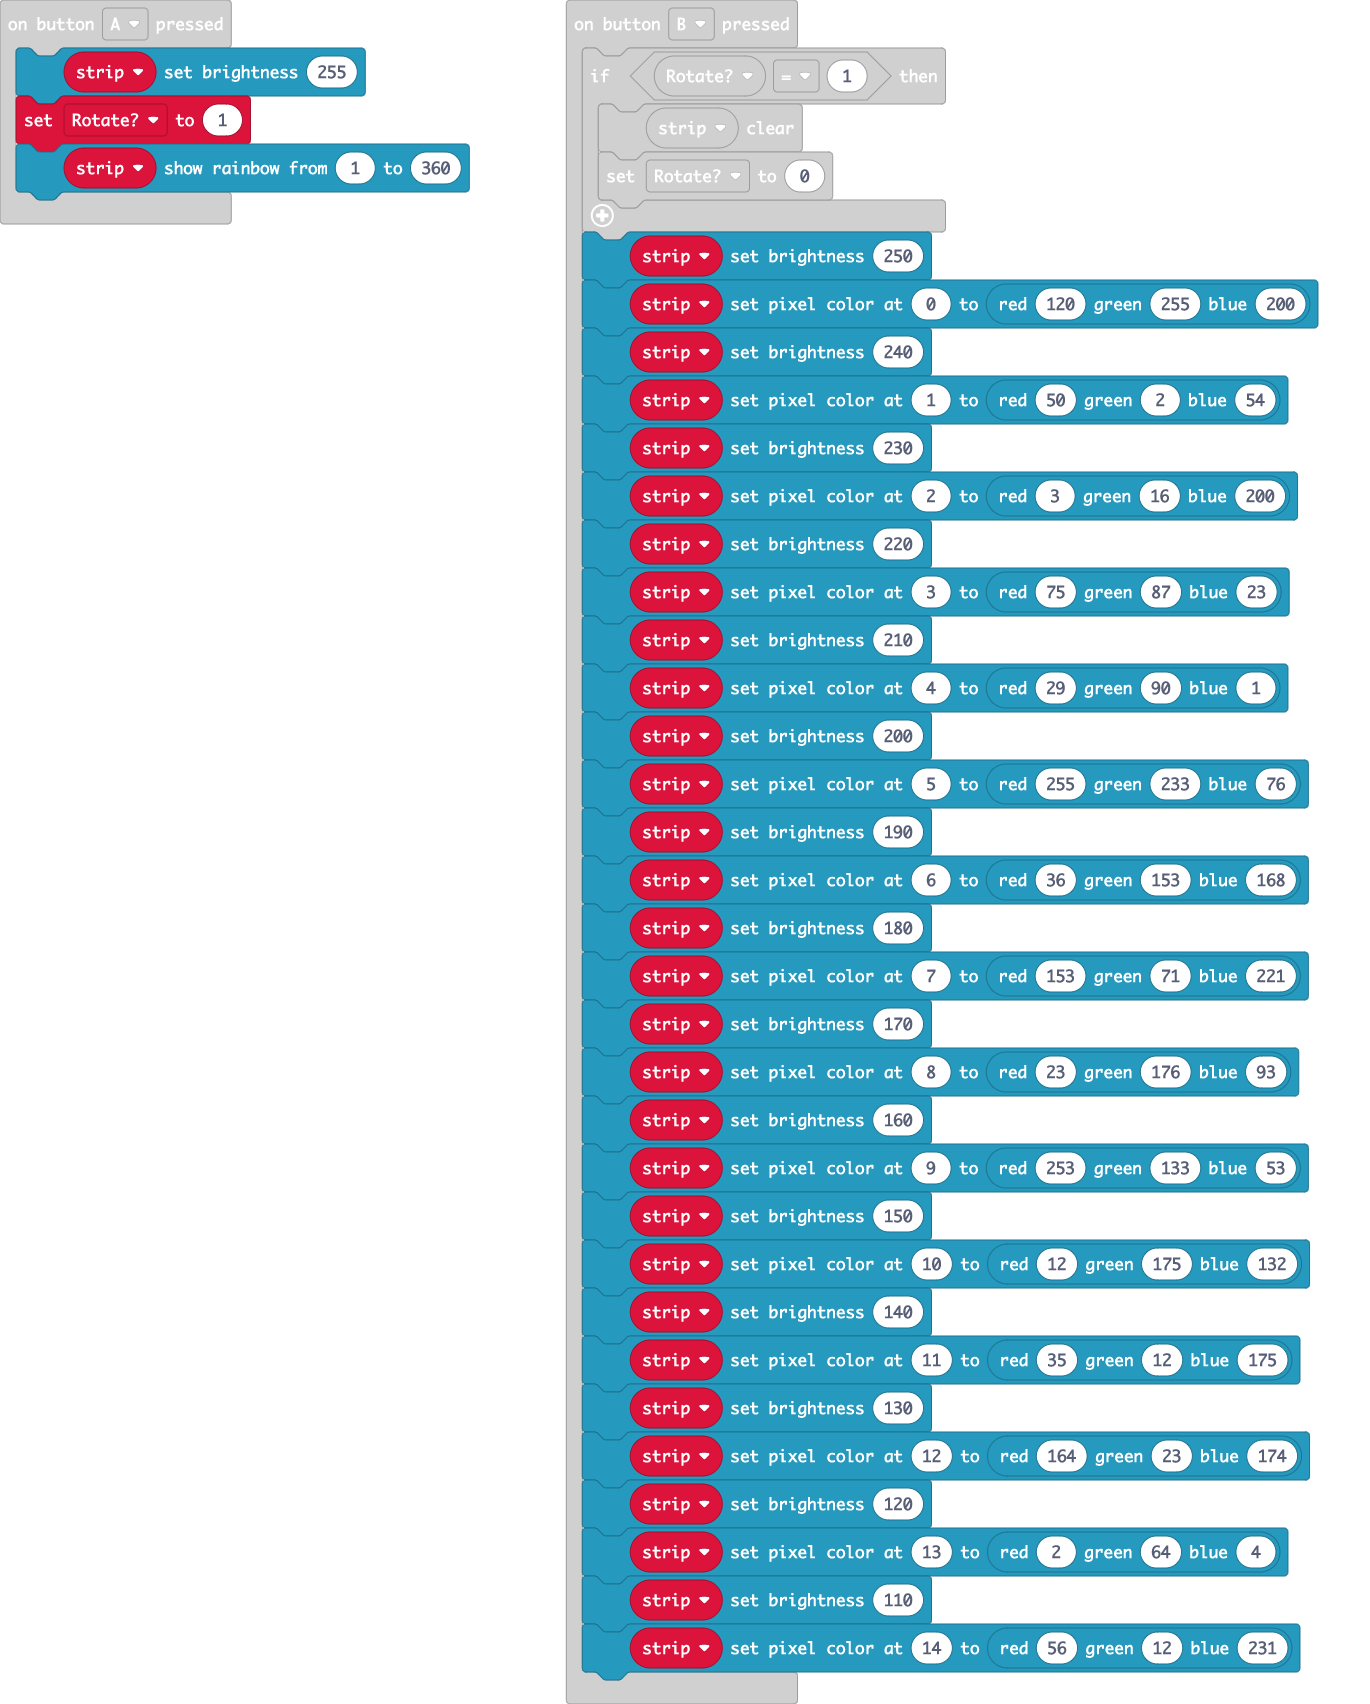 on button A pressed
strip set brightness 255
set Rotate? to 1
strip show rainbow from 1 to 360
on button B pressed
if Rotate? = 1 then
strip clear
set Rotate? to 0
strip set brightness 250
strip set pixel color at 0 to red 120 green 255 blue 200
strip set brightness 240
strip set pixel color at 1 to red 50 green 2 blue 54
strip set brightness 230
strip set pixel color at 2 to red 3 green 16 blue 200
strip set brightness 220
strip set pixel color at 3 to red 75 green 87 blue 23
strip set brightness 210
strip set pixel color at 4 to red 29 green 90 blue 1
strip set brightness 200
strip set pixel color at 5 to red 255 green 233 blue 76
strip set brightness 190
strip set pixel color at 6 to red 36 green 153 blue 168
strip set brightness 180
strip set pixel color at 7 to red 153 green 71 blue 221
strip set brightness 170
strip set pixel color at 8 to red 23 green 176 blue 93
strip set brightness 160
strip set pixel color at 9 to red 253 green 133 blue 53
strip set brightness 150
strip set pixel color at 10 to red 12 green 175 blue 132
strip set brightness 140
strip set pixel color at 11 to red 35 green 12 blue 175
strip set brightness 130
strip set pixel color at 12 to red 164 green 23 blue 174
strip set brightness 120
strip set pixel color at 13 to red 2 green 64 blue 4
strip set brightness 110
strip set pixel color at 14 to red 56 green 12 blue 231